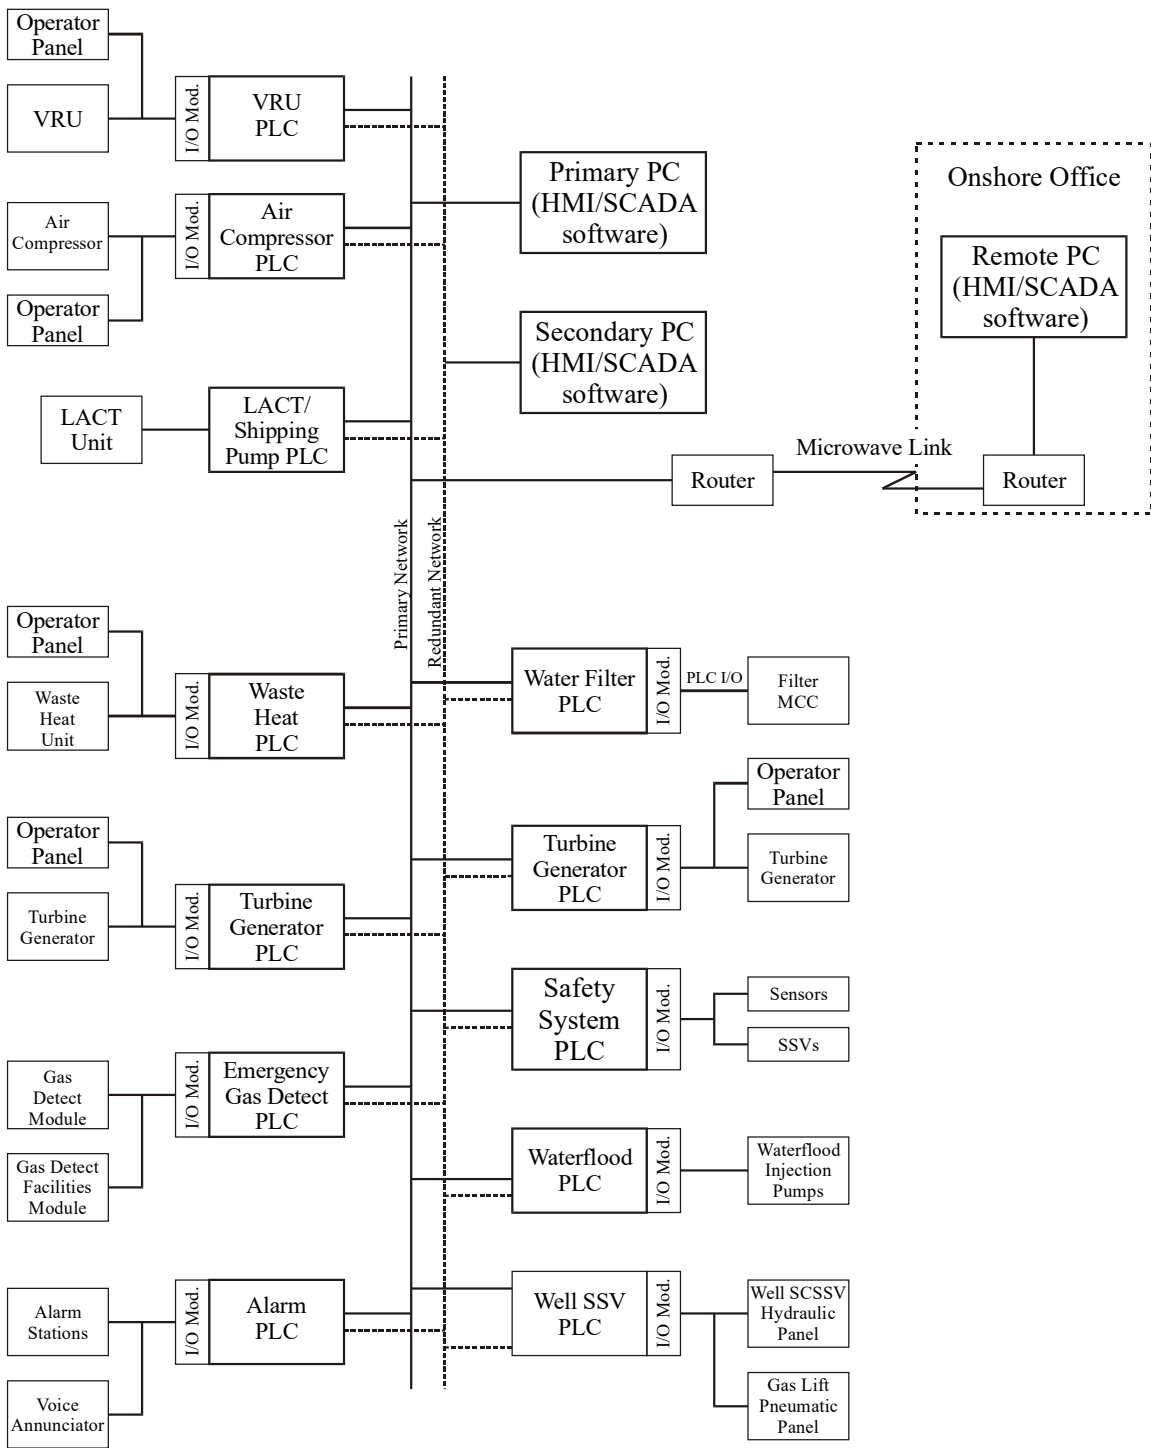 Operator
Panel
VRU
I/O Mod.
VRU
PLC
Air
Compressor
Operator
Panel
I/O Mod.
Air
Compressor
PLC
LACT
Unit
LACT/
Shipping
Pump PLC
Primary PC
(HMI/SCADA
software)
Secondary PC
(HMI/SCADA
software)
Onshore Office
Remote PC
(HMI/SCADA
software)
Microwave Link
Router
Router
Primary Network
Redundant Network
Operator
Panel
Waste
Heat
Unit
I/O Mod.
Waste
Heat
PLC
Water Filter
PLC
I/O Mod.
PLC I/O
Filter
MCC
Operator
Panel
Turbine
Generator
I/O Mod.
Turbine
Generator
PLC
Turbine
Generator
PLC
I/O Mod.
Operator
Panel
Turbine
Generator
Safety
System
PLC
I/O Mod.
Sensors
SSVs
Gas
Detect
Module
Gas Detect
Facilities
Module
I/O Mod.
Emergency
Gas Detect
PLC
Waterflood
PLC
I/O Mod.
Waterflood
Injection
Pumps
Alarm
Stations
Voice
Annunciator
I/O Mod.
Alarm
PLC
Well SSV
PLC
I/O Mod.
Well SCSSV
Hydraulic
Panel
Gas Lift
Pneumatic
Panel